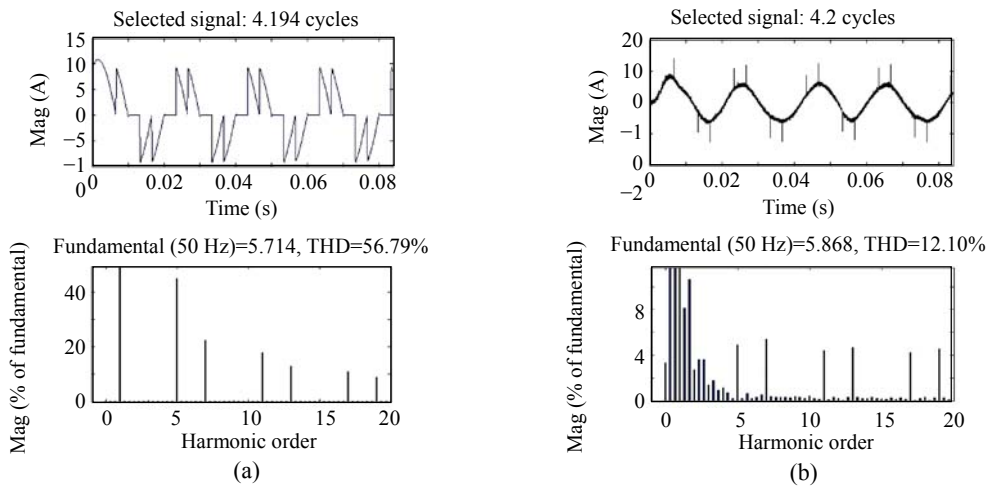 Selected signal: 4.194 cycles
15
10
5
0
−5
−1
0
Mag (A)
0 0.02 0.04 0.06 0.08
Time (s)
Fundamental (50 Hz)=5.714, THD=56.79%
40
20
0
Mag (% of fundamental)
0 5 10 15 20
Harmonic order
(a)
Selected signal: 4.2 cycles
20
10
0
−1
0
−2
Mag (A)
0 0.02 0.04 0.06 0.08
Time (s)
Fundamental (50 Hz)=5.868, THD=12.10%
8
4
0
Mag (% of fundamental)
0 5 10 15 20
Harmonic order
(b)